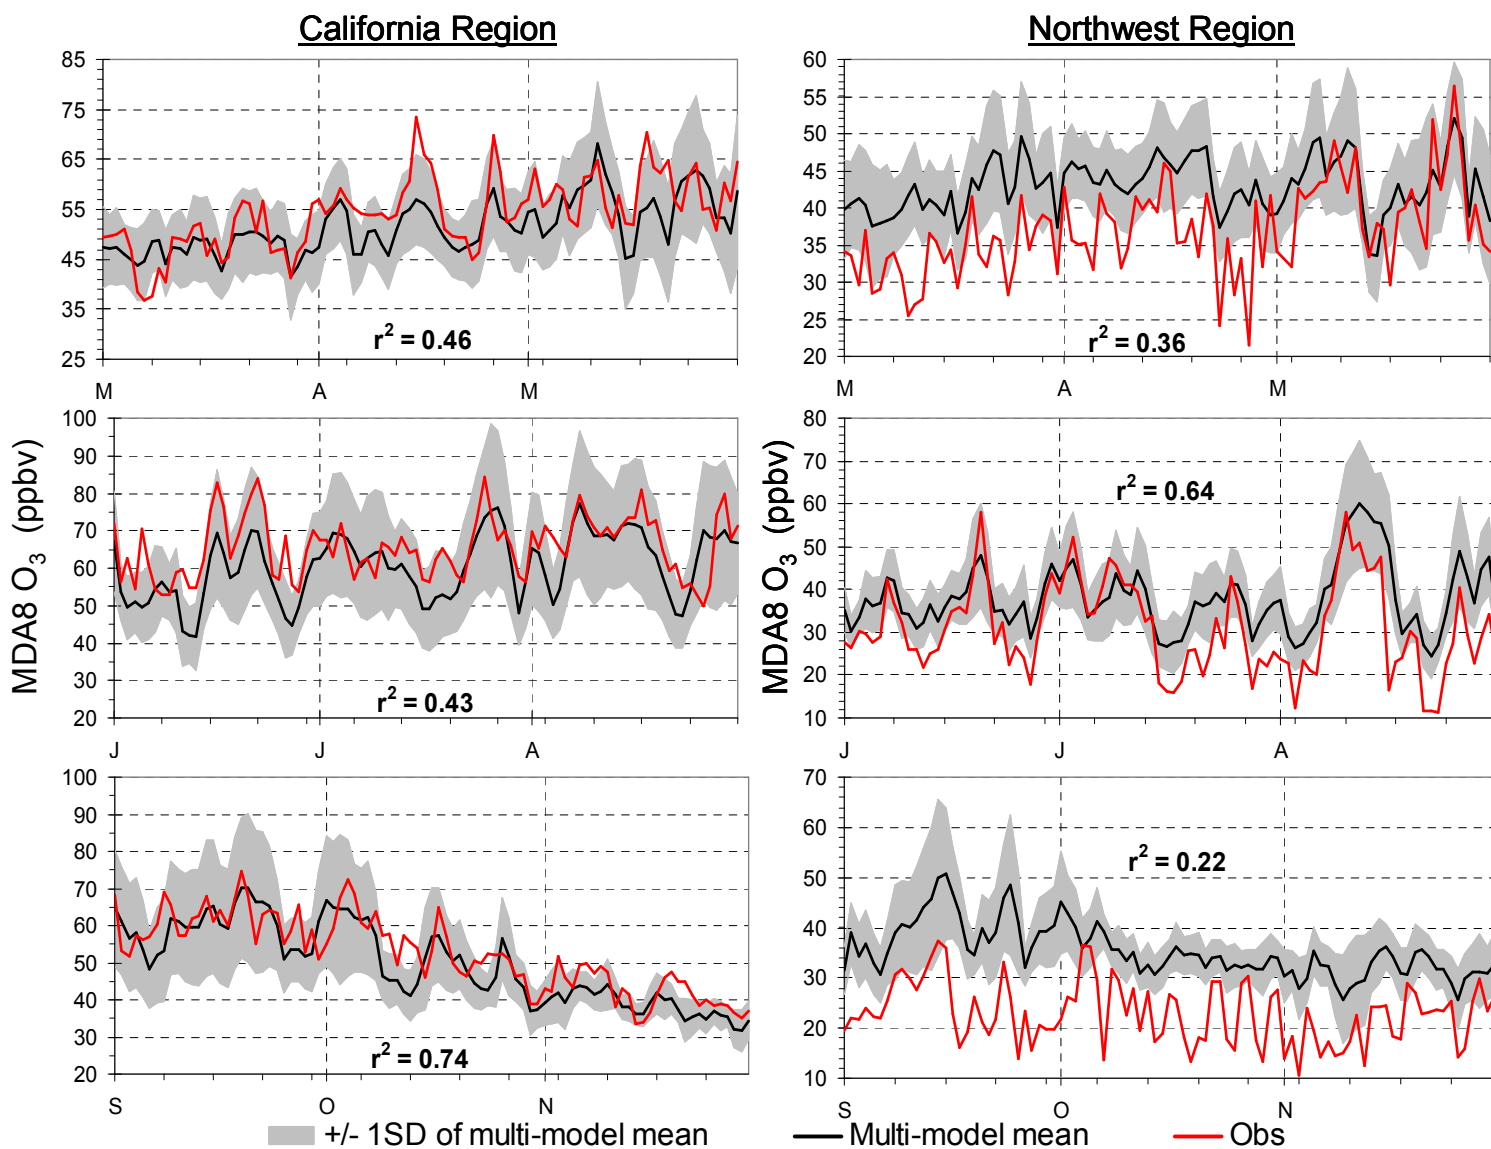 California Region
Northwest Region
85
75
65
55
45
35
25
r² = 0.46
M A M
60
55
50
45
40
35
30
25
20
r² = 0.36
M A M
MDA8 O₃ (ppbv)
100
90
80
70
60
50
40
30
20
r² = 0.43
J J A
MDA8 O₃ (ppbv)
80
70
60
50
40
30
20
10
r² = 0.64
J J A
100
90
80
70
60
50
40
30
20
r² = 0.74
S O N
70
60
50
40
30
20
10
r² = 0.22
S O N
+/- 1SD of multi-model mean
Multi-model mean
Obs